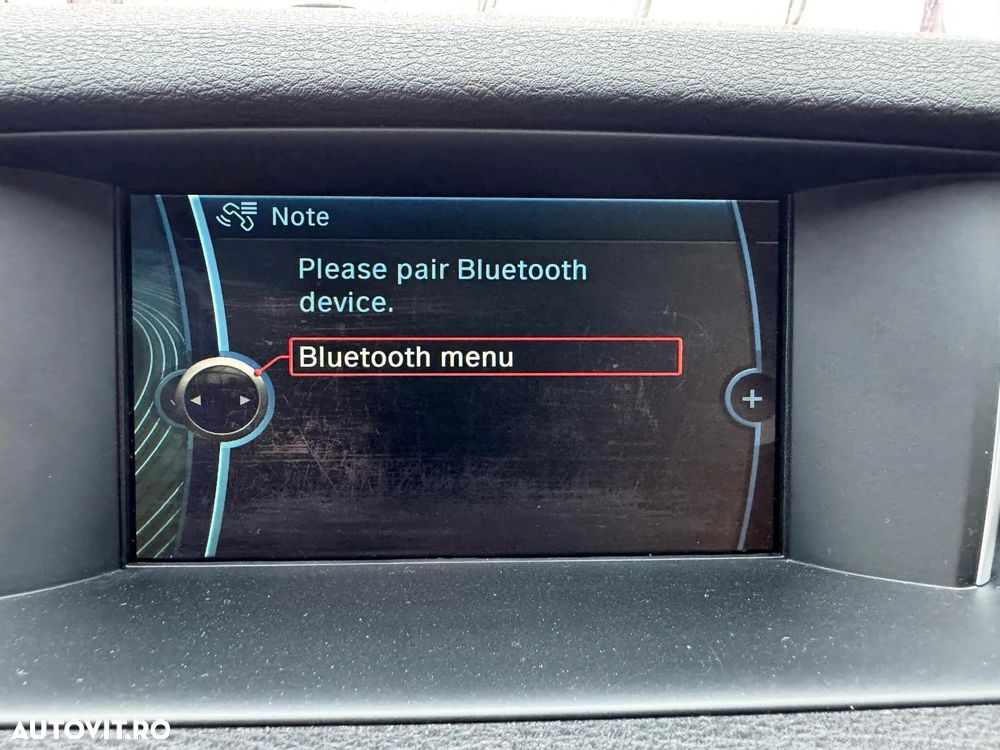 Note
Please pair Bluetooth
device.
Bluetooth menu
AUTOVIT.RO